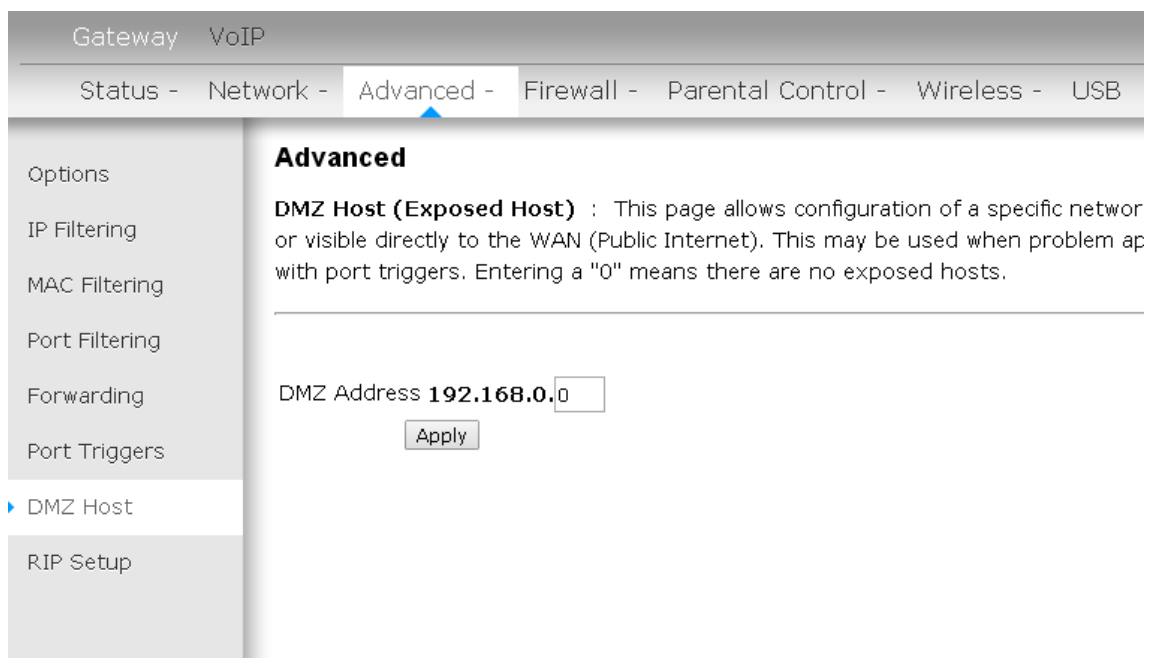 Gateway VoIP
Status - Network - Advanced - Firewall - Parental Control - Wireless - USB
Options
IP Filtering
MAC Filtering
Port Filtering
Forwarding
Port Triggers
DMZ Host
RIP Setup
Advanced
DMZ Host (Exposed Host) : This page allows configuration of a specific networ
or visible directly to the WAN (Public Internet). This may be used when problem ap
with port triggers. Entering a "0" means there are no exposed hosts.
DMZ Address 192.168.0.0
Apply